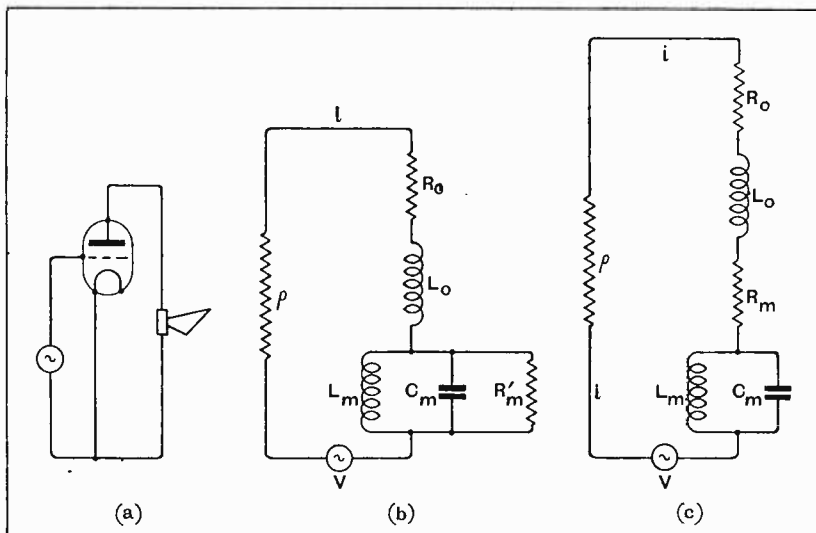 i
R₀
L₀
ρ
Lₘ
Cₘ
R′ₘ
V
(a)
(b)
i
R₀
L₀
ρ
Rₘ
i
Lₘ
Cₘ
V
(c)